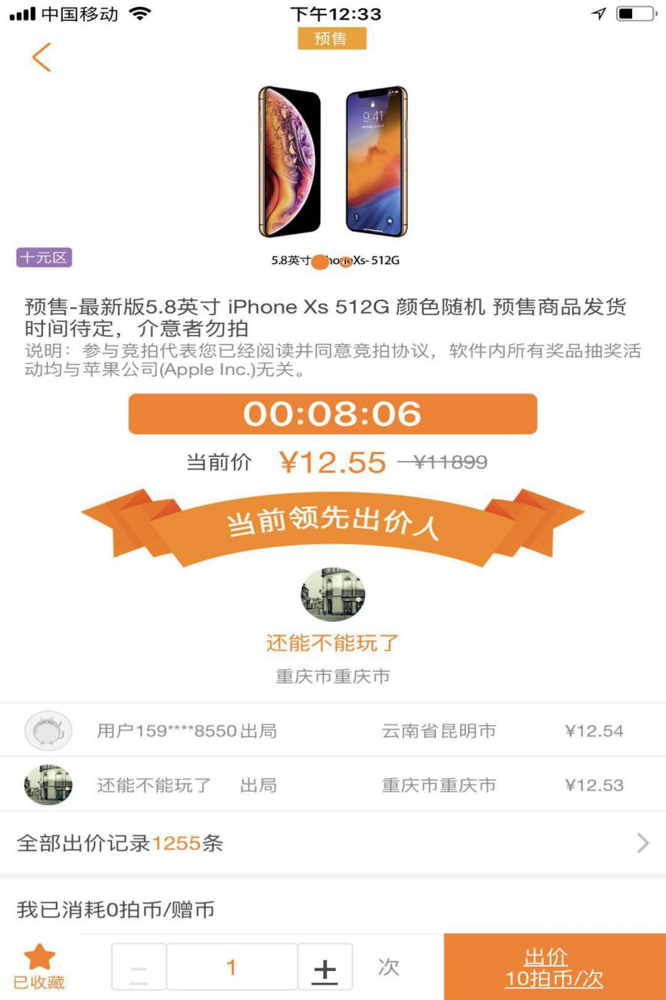 中国移动
下午12:33
预售
9:41
十元区
5.8英寸 Xs-512G
预售-最新版5.8英寸 iPhone Xs 512G 颜色随机 预售商品发货
时间待定，介意者勿拍
说明：参与竞拍代表您已经阅读并同意竞拍协议，软件内所有奖品抽奖活
动均与苹果公司(Apple Inc.)无关。
00:08:06
当前价 ¥12.55 ¥11899
当前领先出价人
还能不能玩了
重庆市重庆市
用户159****8550 出局 云南省昆明市 ¥12.54
还能不能玩了 出局 重庆市重庆市 ¥12.53
全部出价记录1255条
我已消耗0拍币/赠币
已收藏
1
次
出价
10拍币/次